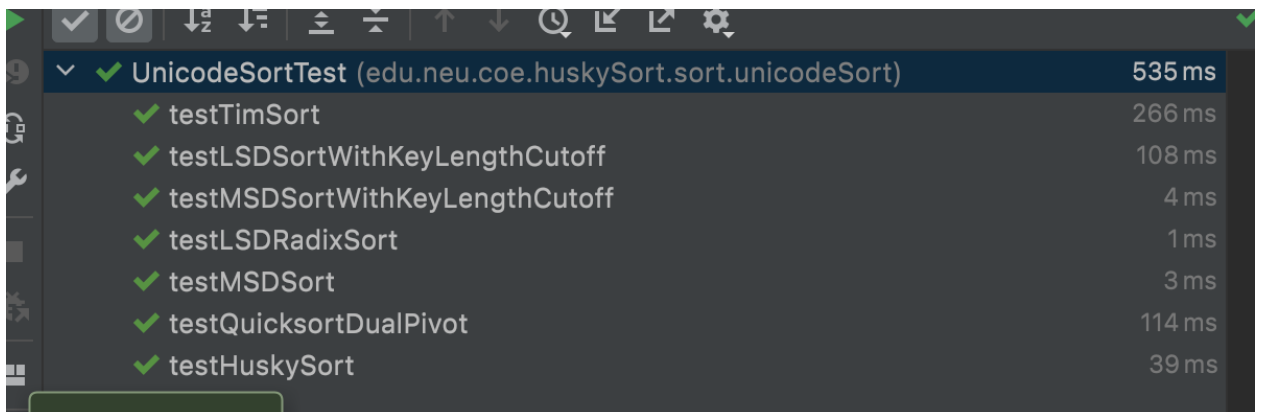 UnicodeSortTest (edu.neu.coe.huskySort.sort.unicodeSort) 535 ms
testTimSort 266 ms
testLSDSortWithKeyLengthCutoff 108 ms
testMSDSortWithKeyLengthCutoff 4 ms
testLSDRadixSort 1 ms
testMSDSort 3 ms
testQuicksortDualPivot 114 ms
testHuskySort 39 ms